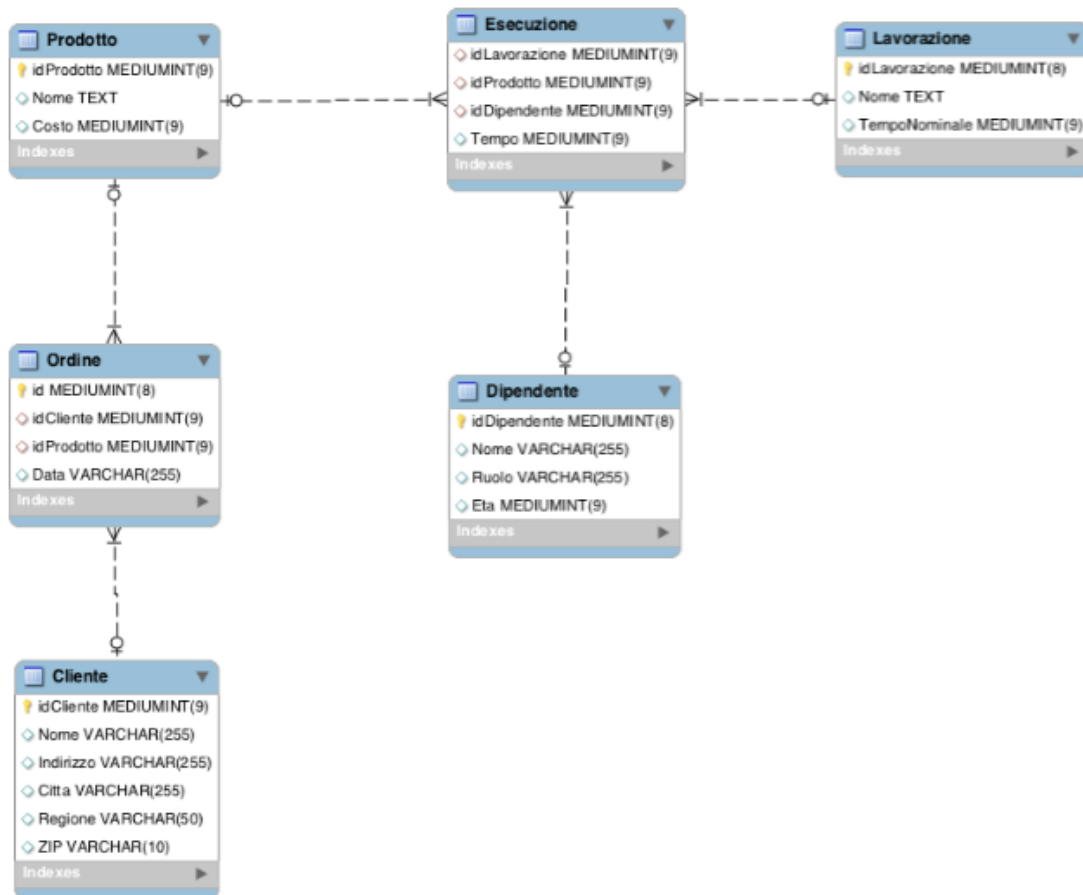 Prodotto
idProdotto MEDIUMINT(9)
Nome TEXT
Costo MEDIUMINT(9)
Indexes
Esecuzione
idLavorazione MEDIUMINT(9)
idProdotto MEDIUMINT(9)
idDipendente MEDIUMINT(9)
Tempo MEDIUMINT(9)
Indexes
Lavorazione
idLavorazione MEDIUMINT(8)
Nome TEXT
TempoNominale MEDIUMINT(9)
Indexes
Ordine
id MEDIUMINT(8)
idCliente MEDIUMINT(9)
idProdotto MEDIUMINT(9)
Data VARCHAR(255)
Indexes
Dipendente
idDipendente MEDIUMINT(8)
Nome VARCHAR(255)
Ruolo VARCHAR(255)
Eta MEDIUMINT(9)
Indexes
Cliente
idCliente MEDIUMINT(9)
Nome VARCHAR(255)
Indirizzo VARCHAR(255)
Citta VARCHAR(255)
Regione VARCHAR(50)
ZIP VARCHAR(10)
Indexes